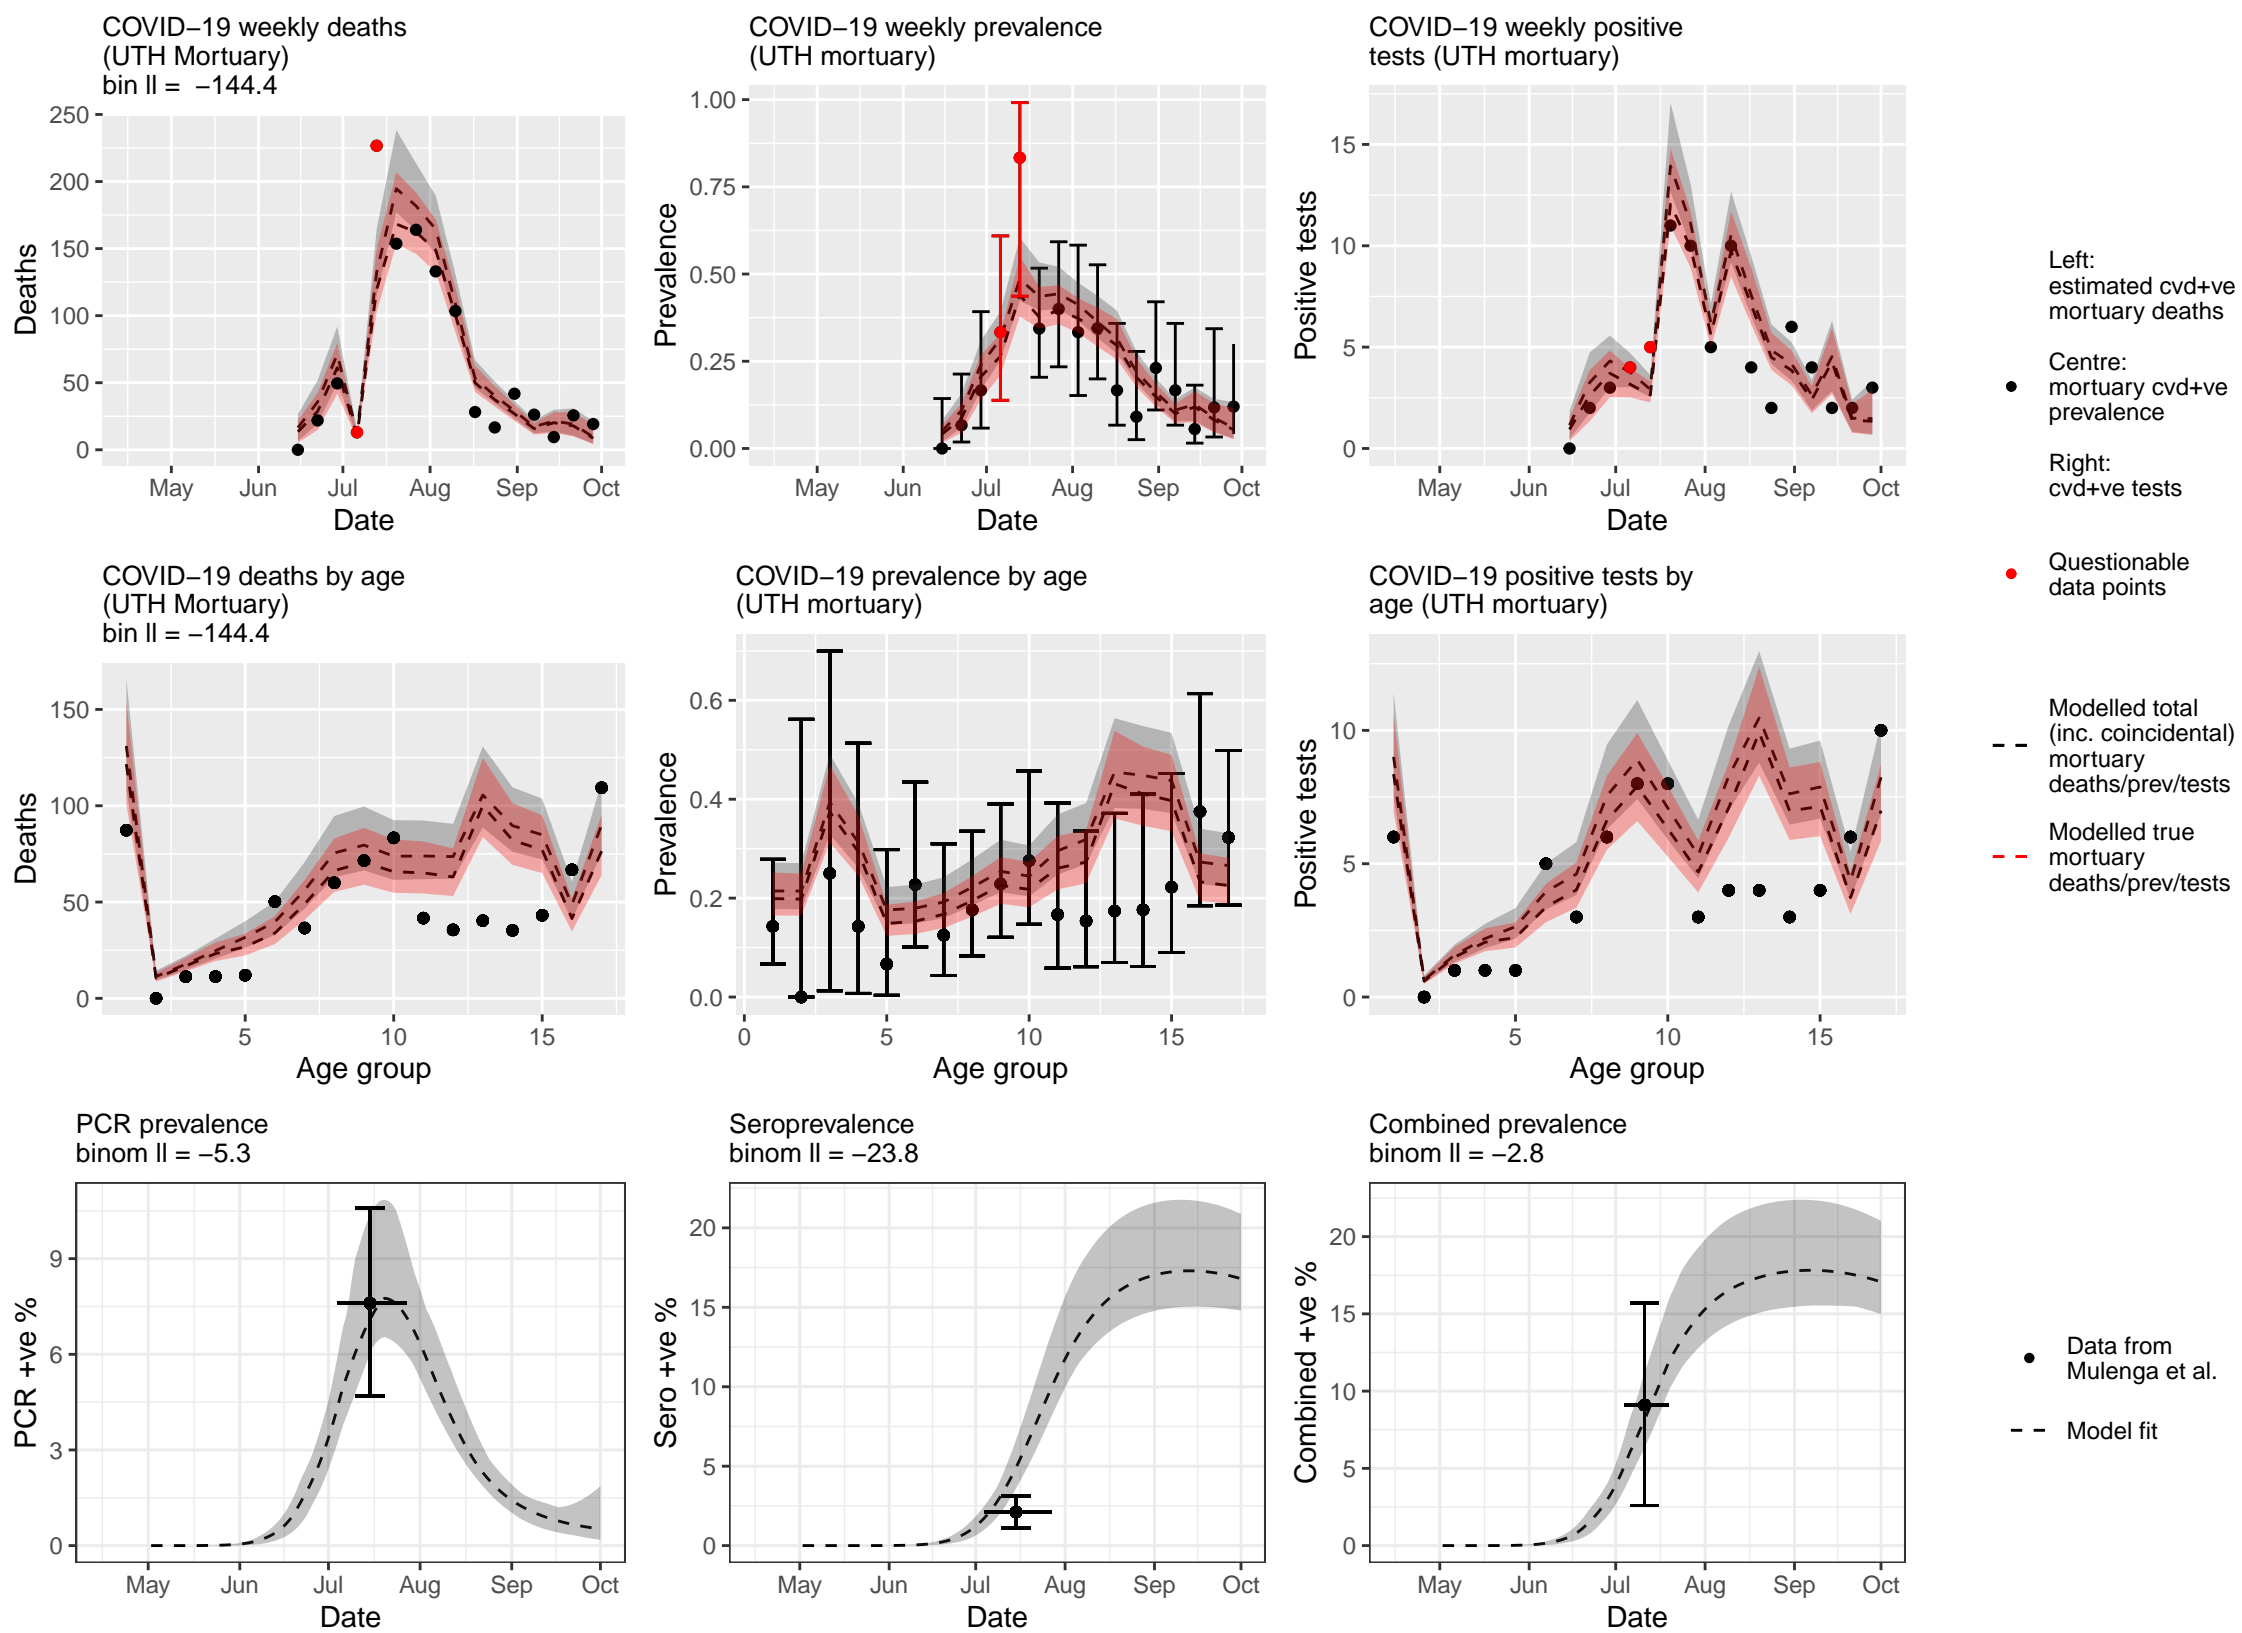 COVID−19 weekly deaths
(UTH Mortuary)
bin ll =  −144.4
250
200
150
100
50
0
Deaths
May
Jun
Jul
Aug
Sep
Oct
Date
COVID−19 weekly prevalence
(UTH mortuary)
1.00
0.75
0.50
0.25
0.00
Prevalence
May
Jun
Jul
Aug
Sep
Oct
Date
COVID−19 weekly positive
tests (UTH mortuary)
15
10
5
0
Positive tests
May
Jun
Jul
Aug
Sep
Oct
Date
Left:
estimated cvd+ve
mortuary deaths
Centre:
mortuary cvd+ve
prevalence
Right:
cvd+ve tests
Questionable
data points
Modelled total
(inc. coincidental)
mortuary
deaths/prev/tests
Modelled true
mortuary
deaths/prev/tests
COVID−19 deaths by age
(UTH Mortuary)
bin ll = −144.4
150
100
50
0
Deaths
5
10
15
Age group
COVID−19 prevalence by age
(UTH mortuary)
0.6
0.4
0.2
0.0
Prevalence
0
5
10
15
Age group
COVID−19 positive tests by
age (UTH mortuary)
10
5
0
Positive tests
5
10
15
Age group
PCR prevalence
binom ll = −5.3
9
6
3
0
PCR +ve %
May
Jun
Jul
Aug
Sep
Oct
Date
Seroprevalence
binom ll = −23.8
20
15
10
5
0
Sero +ve %
May
Jun
Jul
Aug
Sep
Oct
Date
Combined prevalence
binom ll = −2.8
20
15
10
5
0
Combined +ve %
May
Jun
Jul
Aug
Sep
Oct
Date
Data from
Mulenga et al.
Model fit